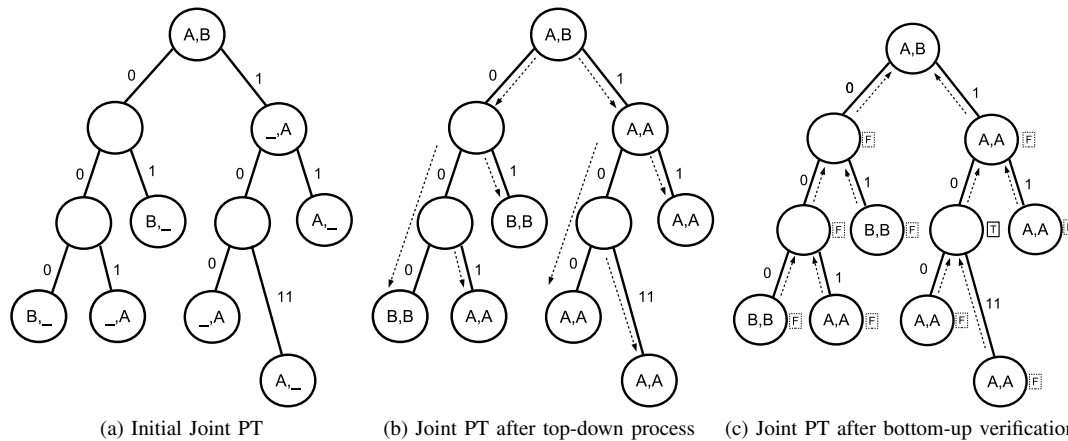 A,B
0
1
_,A
0
1
0
1
B,_
A,_
0
1
0
11
B,_
_,A
_,A
A,_
(a) Initial Joint PT
A,B
0
1
A,A
0
1
0
1
B,B
A,A
0
1
0
11
B,B
A,A
A,A
A,A
(b) Joint PT after top-down process
A,B
0
1
F
A,A
F
0
1
0
1
F
B,B
F
T
A,A
0
1
0
11
B,B
F
A,A
F
A,A
F
A,A
F
(c) Joint PT after bottom-up verification